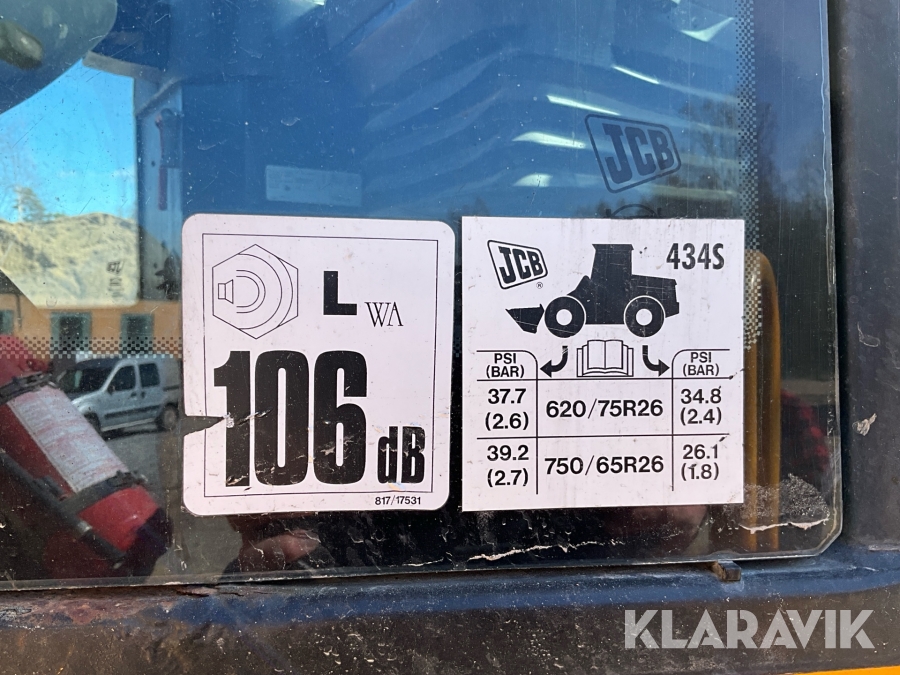 JCB
L WA
106 dB
817/17531
JCB
®
434S
PSI
(BAR)
PSI
(BAR)
37.7
(2.6)
620/75R26
34.8
(2.4)
39.2
(2.7)
750/65R26
26.1
(1.8)
KLARAVIK